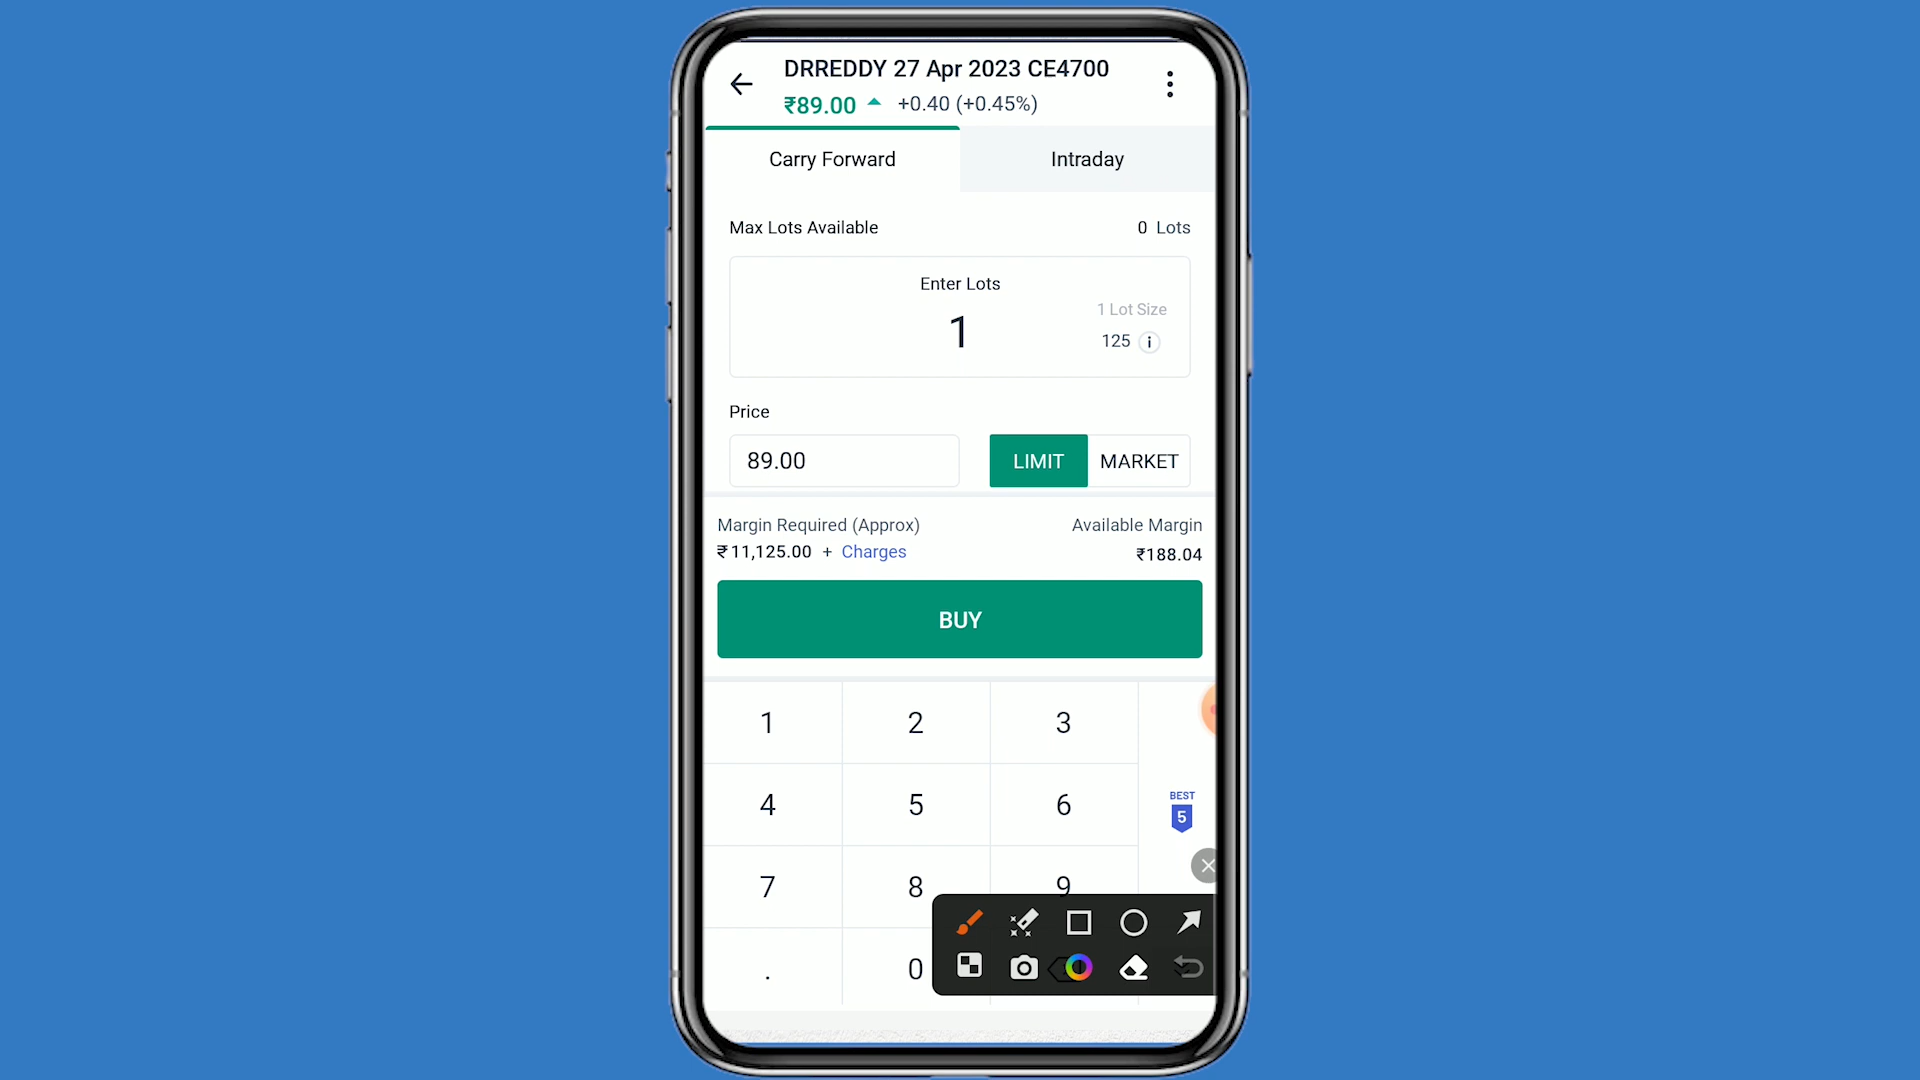 DRREDDY 27 Apr 2023 CE4700
₹89.00 +0.40 (+0.45%)
Carry Forward Intraday
Max Lots Available 0 Lots
Enter Lots
1 Lot Size
1
125 i
Price
89.00 LIMIT MARKET
Margin Required (Approx) Available Margin
₹11,125.00 + Charges ₹188.04
BUY
1 2 3
4 5 6
BEST
5
7 8 9
. 0